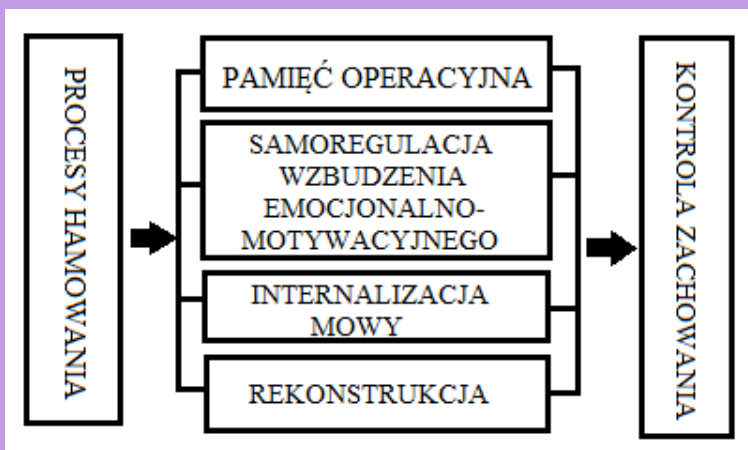 PROCESY HAMOWANIA
PAMIĘĆ OPERACYJNA
SAMOREGULACJA
WZBUDZENIA
EMOCJONALNO-
MOTYWACYJNEGO
INTERNALIZACJA
MOWY
REKONSTRUKCJA
KONTROLA ZACHOWANIA